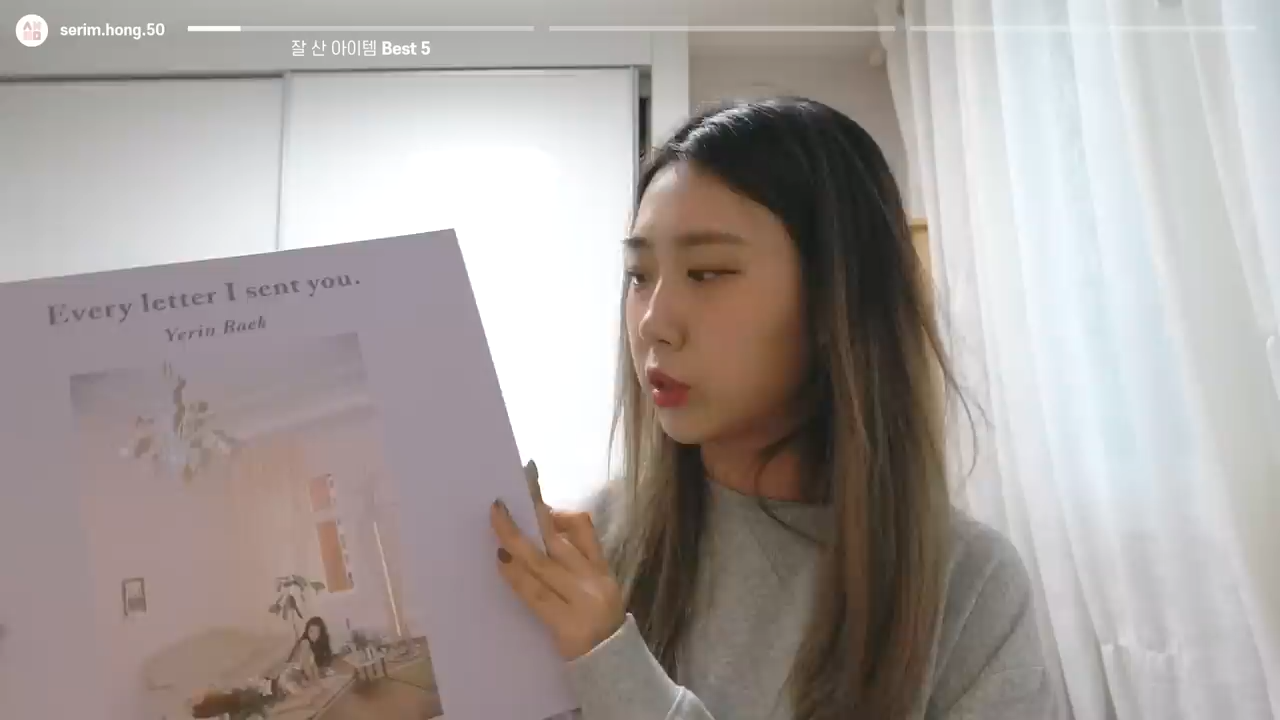 serim.hong.50
잘 산 아이템 Best 5
Every letter I sent you.
Yerin Baek